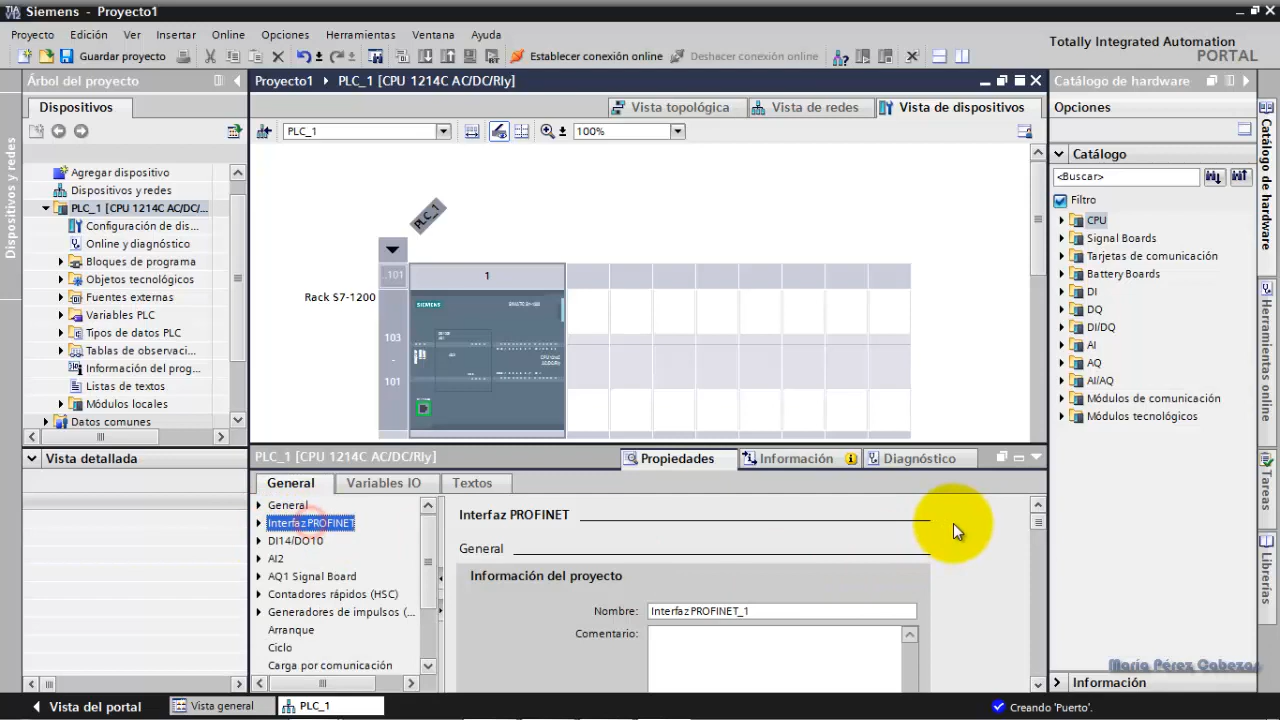 TIA V12 Siemens - Proyecto1
Proyecto Edición Ver Insertar Online Opciones Herramientas Ventana Ayuda
Totally Integrated Automation
PORTAL
Guardar proyecto
Establecer conexión online
Deshacer conexión online
Árbol del proyecto
Dispositivos
Dispositivos y redes
Agregar dispositivo
Dispositivos y redes
PLC_1 [CPU 1214C AC/DC/...
Configuración de dis...
Online y diagnóstico
Bloques de programa
Objetos tecnológicos
Fuentes externas
Variables PLC
Tipos de datos PLC
Tablas de observaci...
Información del prog...
Listas de textos
Módulos locales
Datos comunes
Vista detallada
Proyecto1 PLC_1 [CPU 1214C AC/DC/Rly]
Vista topológica
Vista de redes
Vista de dispositivos
PLC_1
100%
PLC_1
...101
1
Rack S7-1200
SIEMENS
103
-
101
PLC_1 [CPU 1214C AC/DC/Rly]
Propiedades
Información
Diagnóstico
General
Variables IO
Textos
General
Interfaz PROFINET
DI14/DO10
AI2
AQ1 Signal Board
Contadores rápidos (HSC)
Generadores de impulsos (...
Arranque
Ciclo
Carga por comunicación
Interfaz PROFINET
General
Información del proyecto
Nombre: Interfaz PROFINET_1
Comentario:
Catálogo de hardware
Opciones
Catálogo
<Buscar>
Filtro
CPU
Signal Boards
Tarjetas de comunicación
Battery Boards
DI
DQ
DI/DQ
AI
AQ
AI/AQ
Módulos de comunicación
Módulos tecnológicos
Información
Catálogo de hardware
Herramientas online
Tareas
Librerías
María Pérez Cabezas
Vista del portal
Vista general
PLC_1
Creando 'Puerto'.